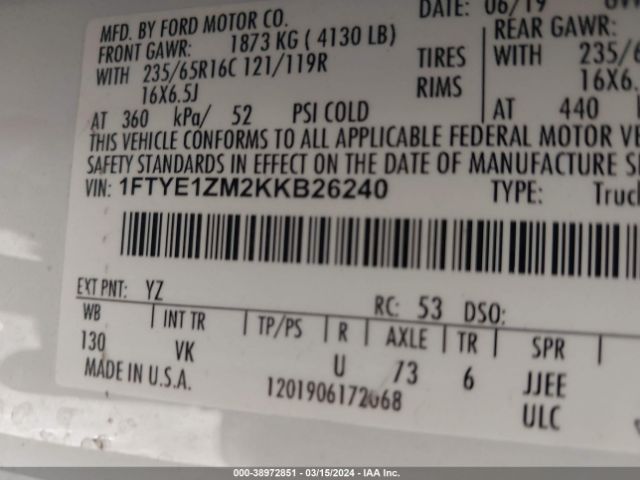 MFD. BY FORD MOTOR CO.
DATE: 06/19
FRONT GAWR: 1873 KG ( 4130 LB)
REAR GAWR:
WITH 235/65R16C 121/119R
TIRES WITH 235/6
16X6.5J
RIMS 16X6.
AT 360 kPa/ 52 PSI COLD
AT 440
THIS VEHICLE CONFORMS TO ALL APPLICABLE FEDERAL MOTOR VE
SAFETY STANDARDS IN EFFECT ON THE DATE OF MANUFACTURE S
VIN: 1FTYE1ZM2KKB26240
TYPE: Truc
EXT PNT: YZ
RC: 53 DSO:
WB INT TR TP/PS R AXLE TR SPR
130 VK U 73 6 JJEE
MADE IN U.S.A.
1201906172068
ULC
00-38972851 - 03/15/2024 - IAA Inc.